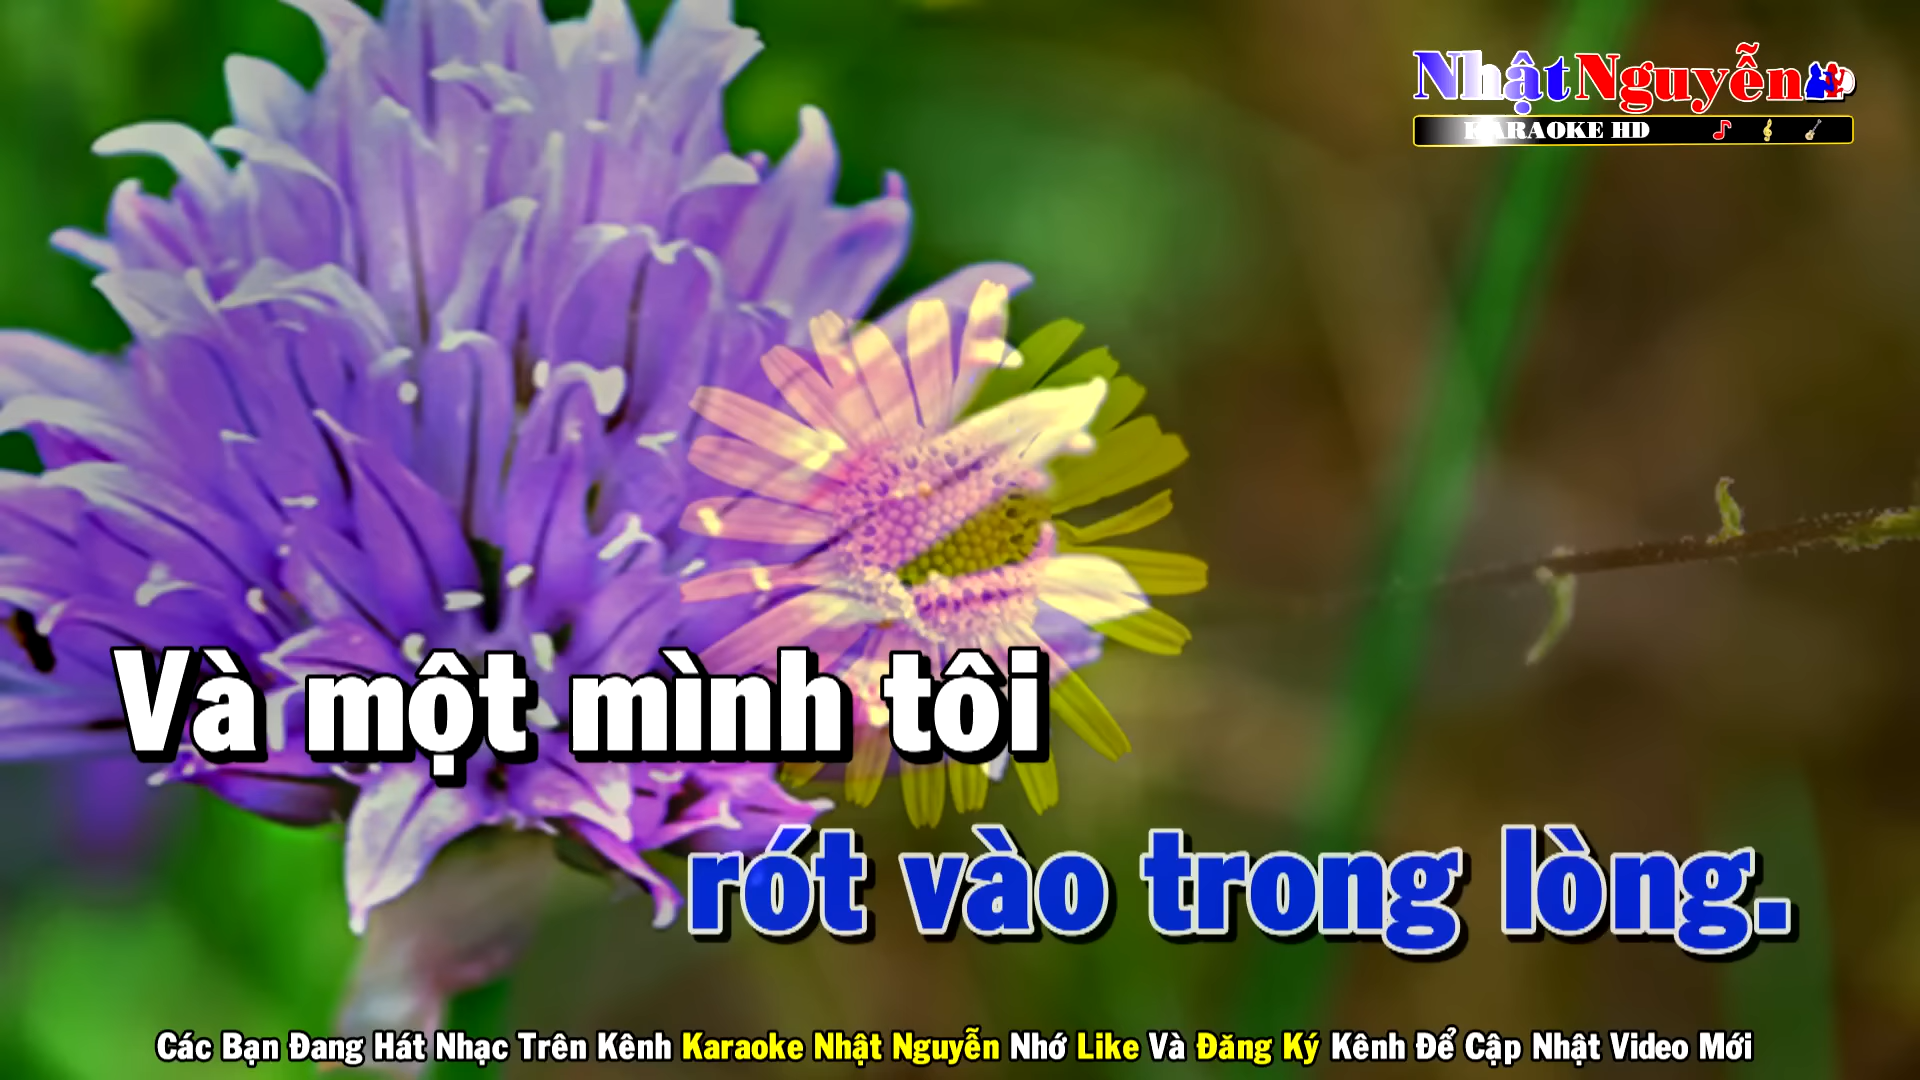 Nhật Nguyễn
KARAOKE HD
Và một mình tôi
rót vào trong lòng.
Các Bạn Đang Hát Nhạc Trên Kênh Karaoke Nhật Nguyễn Nhớ Like Và Đăng Ký Kênh Để Cập Nhật Video Mới